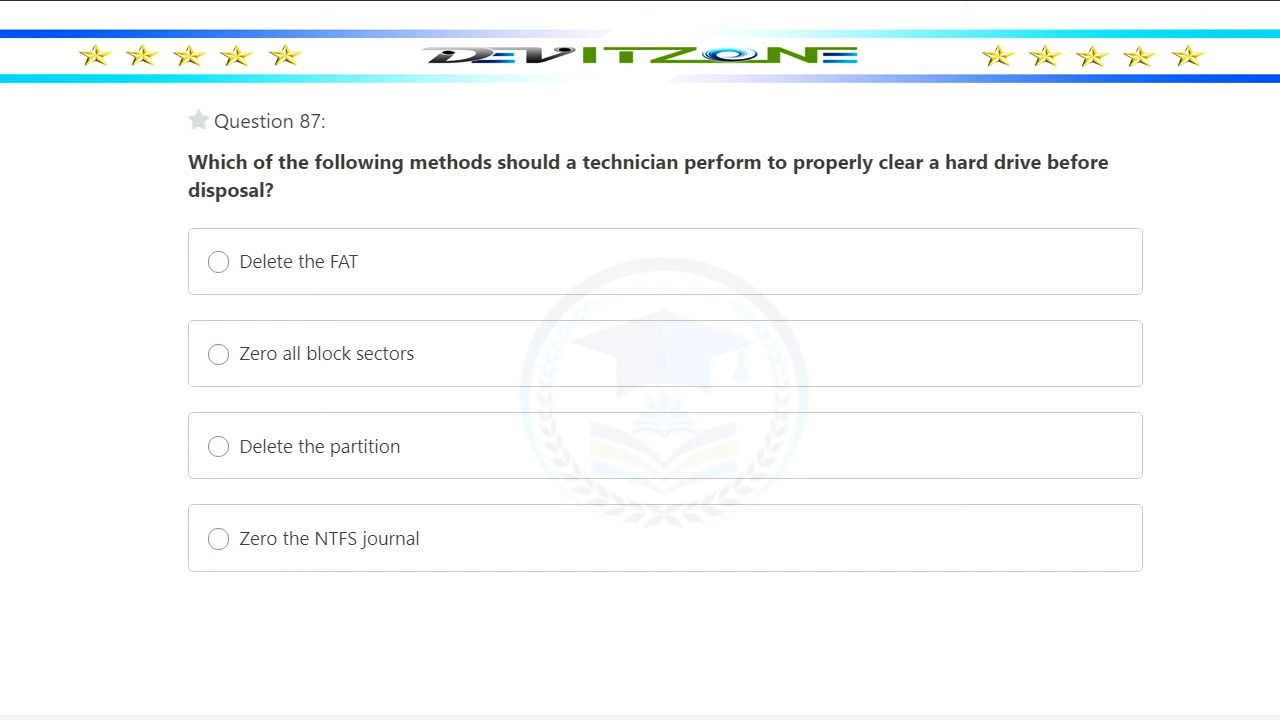 DEVITZONE
Question 87:
Which of the following methods should a technician perform to properly clear a hard drive before
disposal?
Delete the FAT
Zero all block sectors
Delete the partition
Zero the NTFS journal